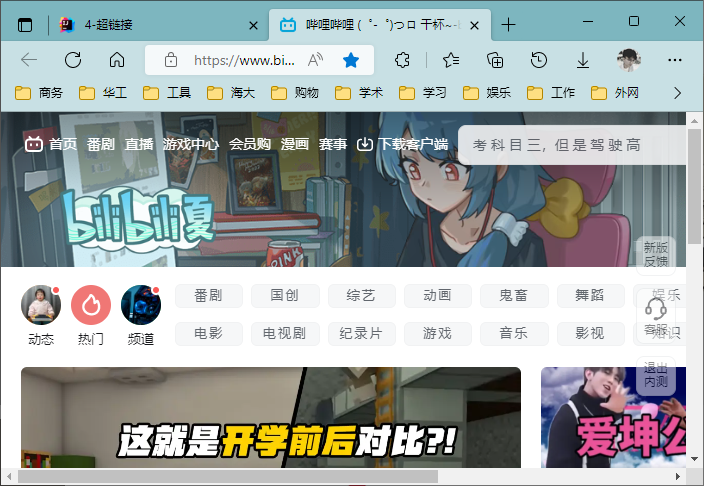 4-超链接
哔哩哔哩 (゜-゜)つロ 干杯~-b
https://www.bi...
商务 华工 工具 海大 购物 学术 学习 娱乐 工作 外网
首页 番剧 直播 游戏中心 会员购 漫画 赛事 下载客户端 考科目三, 但是驾驶高
bilibili夏
PINK
新版
反馈
番剧 国创 综艺 动画 鬼畜 舞蹈 娱乐
动态 热门 频道
电影 电视剧 纪录片 游戏 音乐 影视 知识
客服
退出
内测
这就是开学前后对比?!
爱坤公